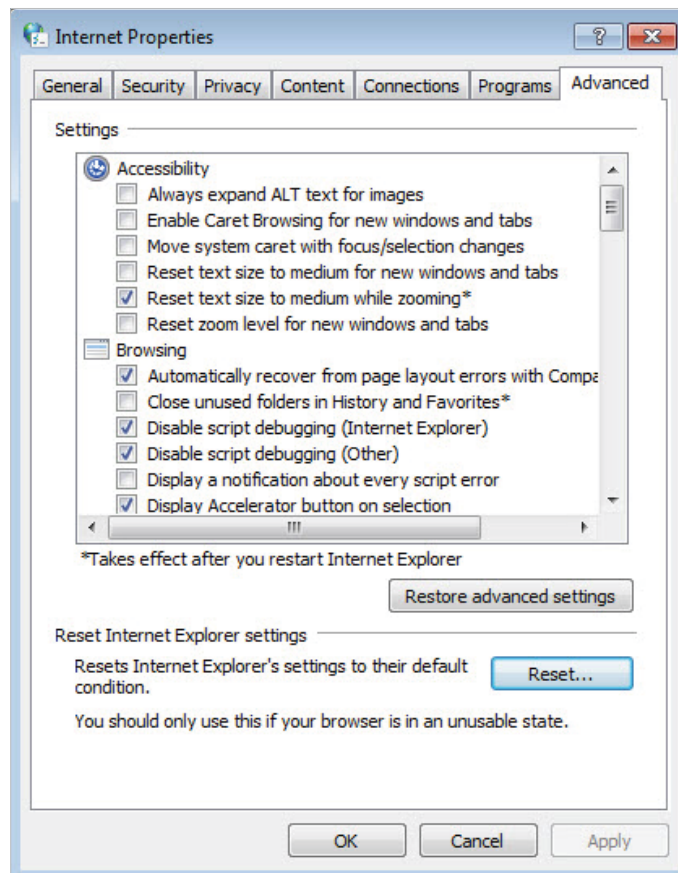 Internet Properties
General Security Privacy Content Connections Programs Advanced
Settings
Accessibility
Always expand ALT text for images
Enable Caret Browsing for new windows and tabs
Move system caret with focus/selection changes
Reset text size to medium for new windows and tabs
Reset text size to medium while zooming*
Reset zoom level for new windows and tabs
Browsing
Automatically recover from page layout errors with Compa
Close unused folders in History and Favorites*
Disable script debugging (Internet Explorer)
Disable script debugging (Other)
Display a notification about every script error
Display Accelerator button on selection
*Takes effect after you restart Internet Explorer
Restore advanced settings
Reset Internet Explorer settings
Resets Internet Explorer's settings to their default
condition.
Reset...
You should only use this if your browser is in an unusable state.
OK Cancel Apply